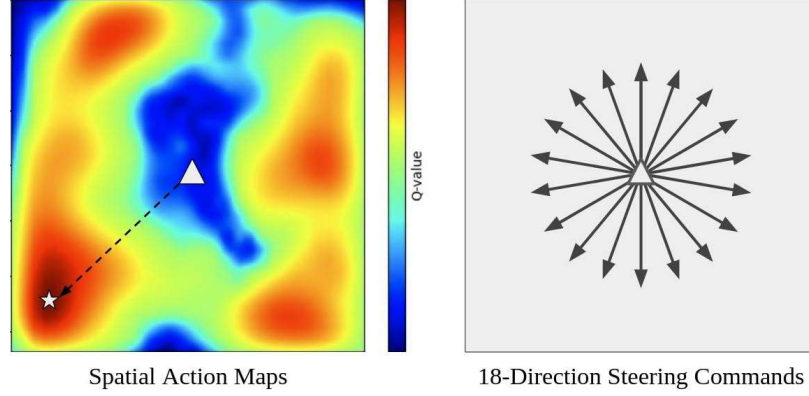 Q-value
Spatial Action Maps
18-Direction Steering Commands